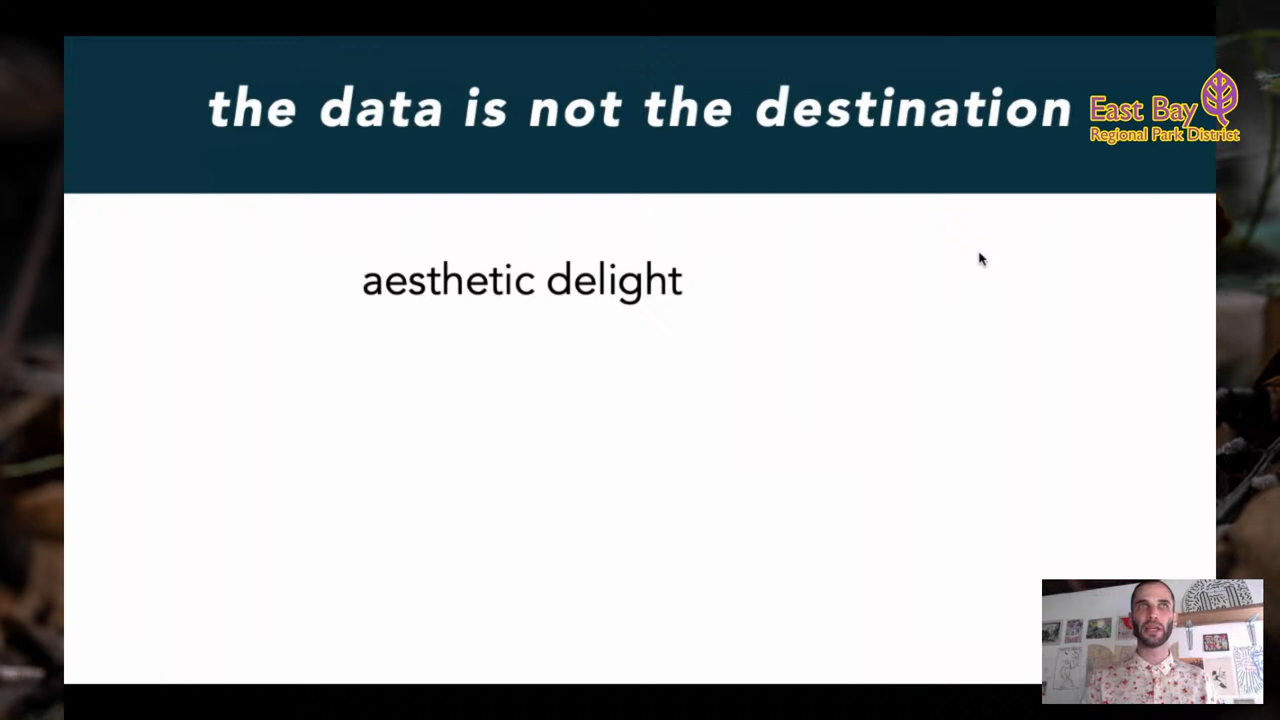 the data is not the destination
East Bay
Regional Park District
aesthetic delight